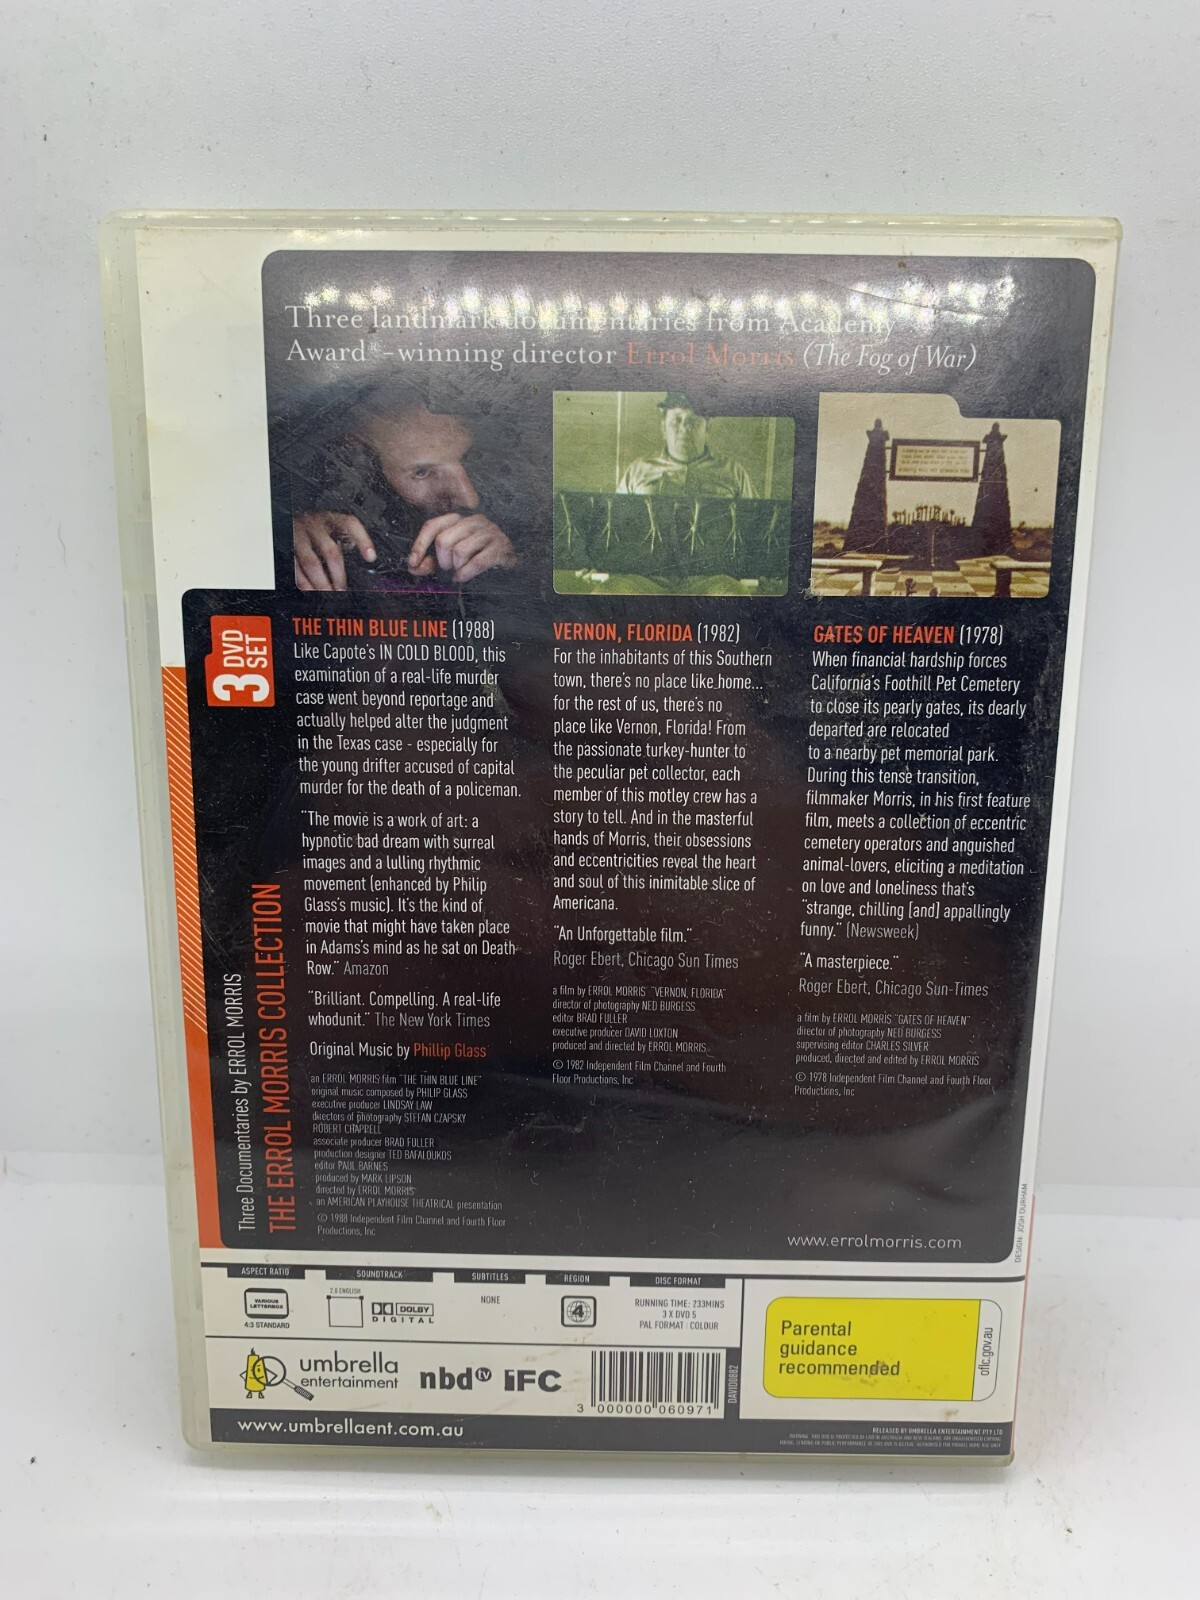 Three landmark documentaries from Academy
Award®-winning director Errol Morris (The Fog of War)
3 DVD
SET
Three Documentaries by ERROL MORRIS
THE ERROL MORRIS COLLECTION
THE THIN BLUE LINE (1988)
Like Capote's IN COLD BLOOD, this
examination of a real-life murder
case went beyond reportage and
actually helped alter the judgment
in the Texas case - especially for
the young drifter accused of capital
murder for the death of a policeman.
"The movie is a work of art: a
hypnotic bad dream with surreal
images and a lulling rhythmic
movement (enhanced by Philip
Glass's music). It's the kind of
movie that might have taken place
in Adams's mind as he sat on Death
Row." Amazon
"Brilliant. Compelling. A real-life
whodunit." The New York Times
Original Music by Phillip Glass
an ERROL MORRIS film "THE THIN BLUE LINE"
original music composed by PHILIP GLASS
executive producer LINDSAY LAW
directors of photography STEFAN CZAPSKY
ROBERT CHAPPELL
associate producer BRAD FULLER
production designer TED BAFALOUKOS
editor PAUL BARNES
produced by MARK LIPSON
directed by ERROL MORRIS
an AMERICAN PLAYHOUSE THEATRICAL presentation
© 1988 Independent Film Channel and Fourth Floor
Productions, Inc
VERNON, FLORIDA (1982)
For the inhabitants of this Southern
town, there's no place like home...
for the rest of us, there's no
place like Vernon, Florida! From
the passionate turkey-hunter to
the peculiar pet collector, each
member of this motley crew has a
story to tell. And in the masterful
hands of Morris, their obsessions
and eccentricities reveal the heart
and soul of this inimitable slice of
Americana.
"An Unforgettable film."
Roger Ebert, Chicago Sun Times
a film by ERROL MORRIS "VERNON, FLORIDA"
director of photography NED BURGESS
editor BRAD FULLER
executive producer DAVID LOXTON
produced and directed by ERROL MORRIS
© 1982 Independent Film Channel and Fourth
Floor Productions, Inc
GATES OF HEAVEN (1978)
When financial hardship forces
California's Foothill Pet Cemetery
to close its pearly gates, its dearly
departed are relocated
to a nearby pet memorial park.
During this tense transition,
filmmaker Morris, in his first feature
film, meets a collection of eccentric
cemetery operators and anguished
animal-lovers, eliciting a meditation
on love and loneliness that's
"strange, chilling [and] appallingly
funny." (Newsweek)
"A masterpiece."
Roger Ebert, Chicago Sun-Times
a film by ERROL MORRIS "GATES OF HEAVEN"
director of photography NED BURGESS
supervising editor CHARLES SILVER
produced, directed and edited by ERROL MORRIS
© 1978 Independent Film Channel and Fourth Floor
Productions, Inc
www.errolmorris.com
DESIGN: JOSH DURHAM
ASPECT RATIO
VARIOUS
LETTERBOX
4:3 STANDARD
SOUNDTRACK
2.0 ENGLISH
DOLBY
DIGITAL
SUBTITLES
NONE
REGION
4
DISC FORMAT
RUNNING TIME: 233MINS
3 X DVD 5
PAL FORMAT : COLOUR
Parental
guidance
recommended
oflc.gov.au
umbrella
entertainment
nbd tv
IFC
3 000000 060971
DAVID0882
www.umbrellaent.com.au
RELEASED BY UMBRELLA ENTERTAINMENT PTY LTD